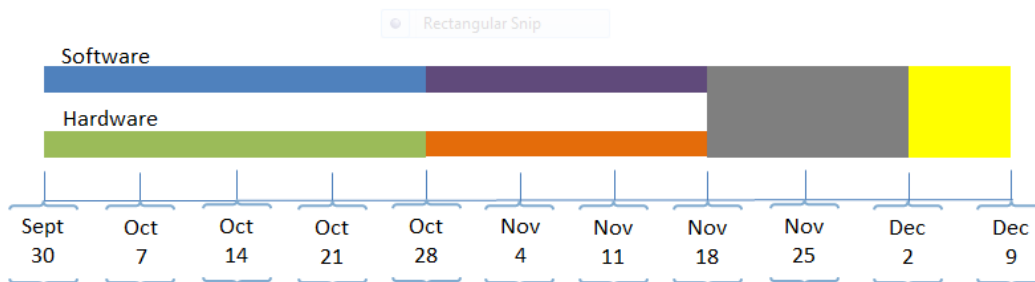 Rectangular Snip
Software
Hardware
Sept Oct Oct Oct Oct Nov Nov Nov Nov Dec Dec
30 7 14 21 28 4 11 18 25 2 9